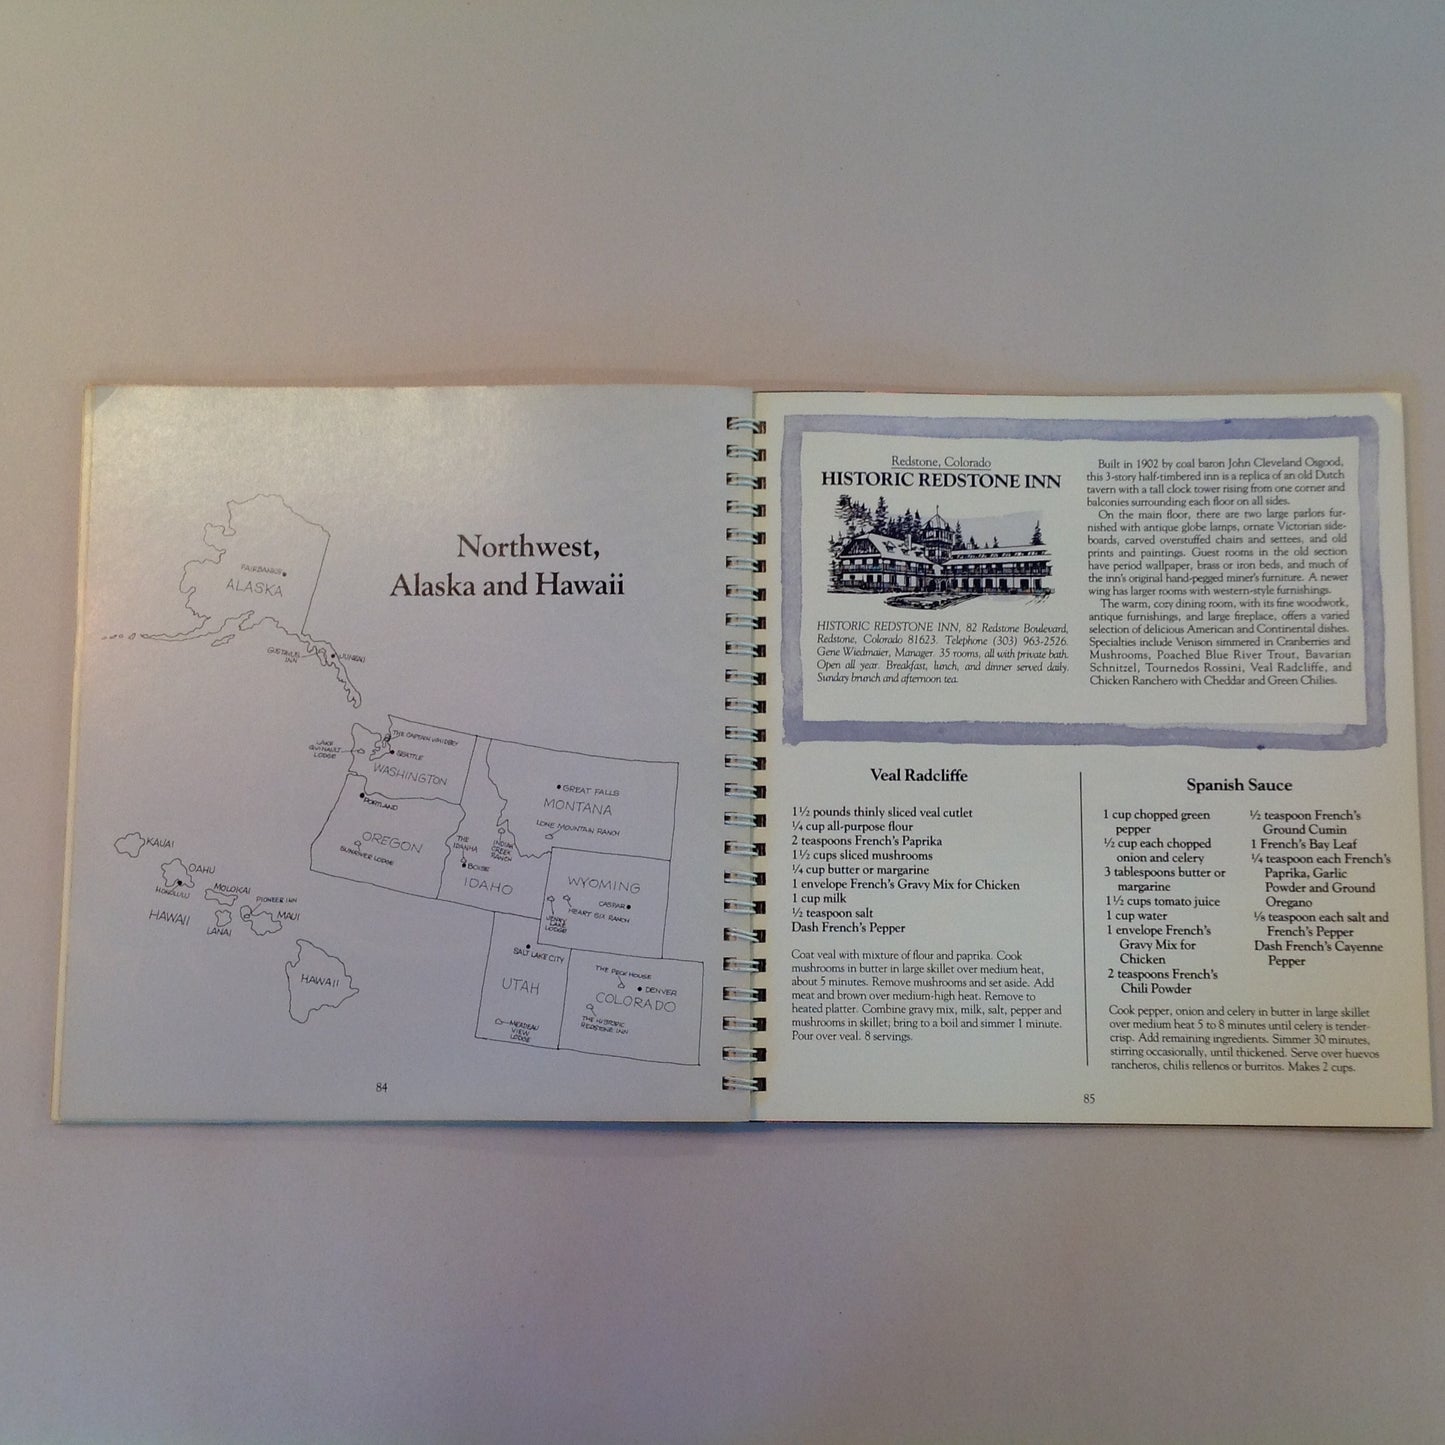 Northwest,
Alaska and Hawaii
FAIRBANKS
ALASKA
GUSTAVUS
INN
JUNEAU
THE CAPTAIN WHIDBEY
LAKE
QUINAULT
LODGE
SEATTLE
WASHINGTON
PORTLAND
OREGON
SUNRIVER LODGE
GREAT FALLS
MONTANA
LONE MOUNTAIN RANCH
THE
IDANHA
INDIAN
CREEK
RANCH
BOISE
IDAHO
WYOMING
CASPAR
HEART SIX RANCH
JENNY
LAKE
LODGE
KAUAI
OAHU
HONOLULU
MOLOKAI
PIONEER INN
HAWAII
MAUI
LANAI
HAWAII
SALT LAKE CITY
UTAH
MEADEAU
VIEW
LODGE
THE PECK HOUSE
DENVER
COLORADO
THE HISTORIC
REDSTONE INN
84
Redstone, Colorado
HISTORIC REDSTONE INN
HISTORIC REDSTONE INN, 82 Redstone Boulevard,
Redstone, Colorado 81623. Telephone (303) 963-2526.
Gene Wiedmaier, Manager. 35 rooms, all with private bath.
Open all year. Breakfast, lunch, and dinner served daily.
Sunday brunch and afternoon tea.
Built in 1902 by coal baron John Cleveland Osgood,
this 3-story half-timbered inn is a replica of an old Dutch
tavern with a tall clock tower rising from one corner and
balconies surrounding each floor on all sides.
On the main floor, there are two large parlors fur-
nished with antique globe lamps, ornate Victorian side-
boards, carved overstuffed chairs and settees, and old
prints and paintings. Guest rooms in the old section
have period wallpaper, brass or iron beds, and much of
the inn's original hand-pegged miner's furniture. A newer
wing has larger rooms with western-style furnishings.
The warm, cozy dining room, with its fine woodwork,
antique furnishings, and large fireplace, offers a varied
selection of delicious American and Continental dishes.
Specialties include Venison simmered in Cranberries and
Mushrooms, Poached Blue River Trout, Bavarian
Schnitzel, Tournedos Rossini, Veal Radcliffe, and
Chicken Ranchero with Cheddar and Green Chilies.
Veal Radcliffe
1½ pounds thinly sliced veal cutlet
¼ cup all-purpose flour
2 teaspoons French's Paprika
1½ cups sliced mushrooms
¼ cup butter or margarine
1 envelope French's Gravy Mix for Chicken
1 cup milk
½ teaspoon salt
Dash French's Pepper
Coat veal with mixture of flour and paprika. Cook
mushrooms in butter in large skillet over medium heat,
about 5 minutes. Remove mushrooms and set aside. Add
meat and brown over medium-high heat. Remove to
heated platter. Combine gravy mix, milk, salt, pepper and
mushrooms in skillet; bring to a boil and simmer 1 minute.
Pour over veal. 8 servings.
Spanish Sauce
1 cup chopped green
pepper
½ cup each chopped
onion and celery
3 tablespoons butter or
margarine
1½ cups tomato juice
1 cup water
1 envelope French's
Gravy Mix for
Chicken
2 teaspoons French's
Chili Powder
½ teaspoon French's
Ground Cumin
1 French's Bay Leaf
¼ teaspoon each French's
Paprika, Garlic
Powder and Ground
Oregano
⅛ teaspoon each salt and
French's Pepper
Dash French's Cayenne
Pepper
Cook pepper, onion and celery in butter in large skillet
over medium heat 5 to 8 minutes until celery is tender-
crisp. Add remaining ingredients. Simmer 30 minutes,
stirring occasionally, until thickened. Serve over huevos
rancheros, chilis rellenos or burritos. Makes 2 cups.
85